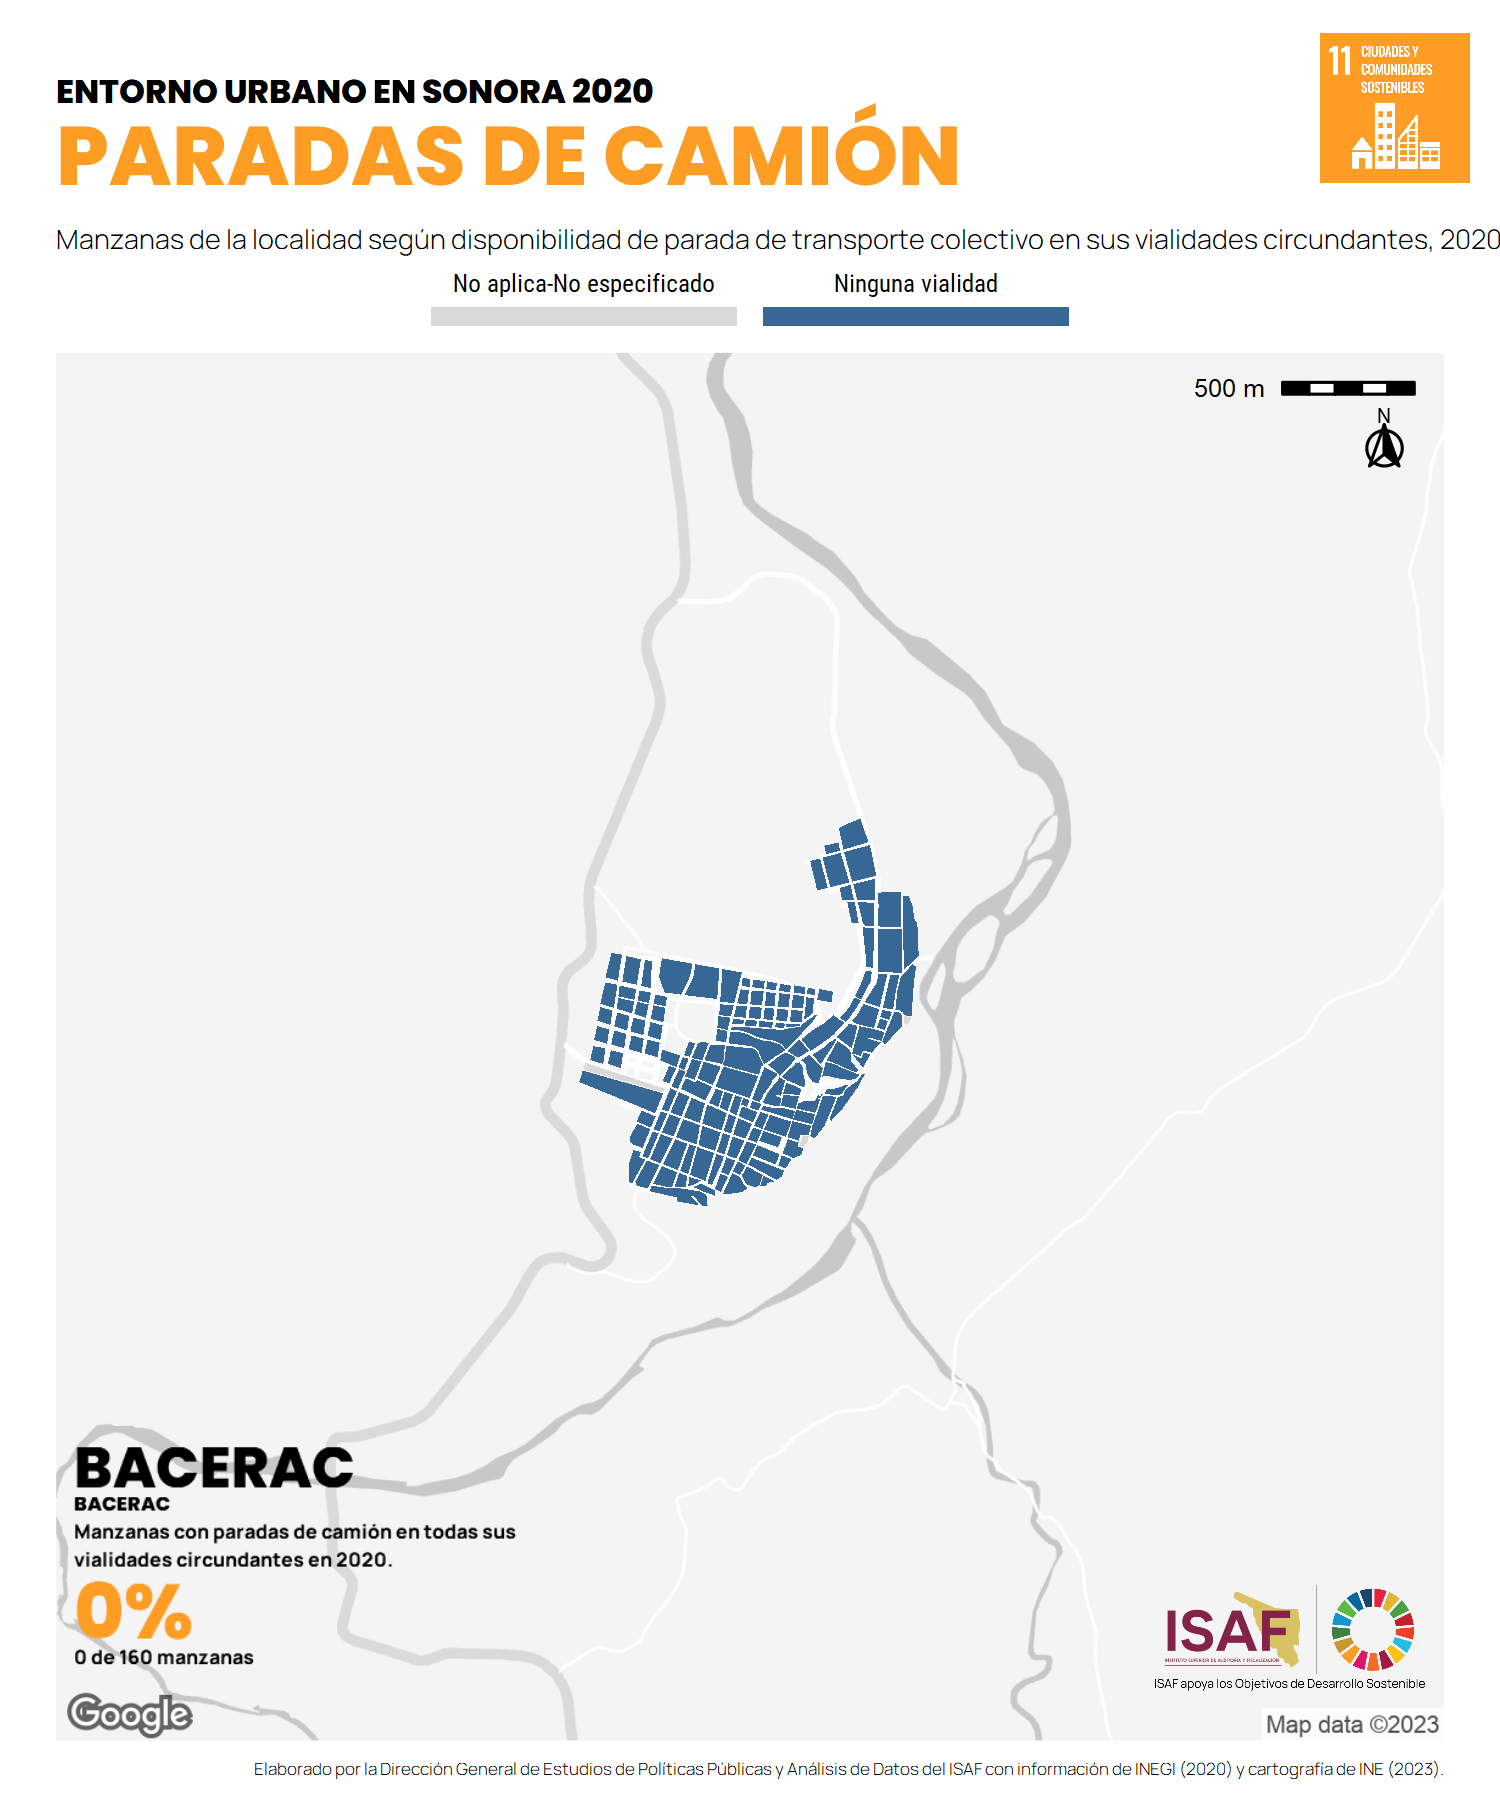 ENTORNO URBANO EN SONORA 2020
PARADAS DE CAMIÓN
11 CIUDADES Y
COMUNIDADES
SOSTENIBLES
Manzanas de la localidad según disponibilidad de parada de transporte colectivo en sus vialidades circundantes, 2020
No aplica-No especificado
Ninguna vialidad
500 m
N
BACERAC
BACERAC
Manzanas con paradas de camión en todas sus
vialidades circundantes en 2020.
0%
0 de 160 manzanas
Google
ISAF
INSTITUTO SUPERIOR DE AUDITORÍA Y FISCALIZACIÓN
ISAF apoya los Objetivos de Desarrollo Sostenible
Map data ©2023
Elaborado por la Dirección General de Estudios de Políticas Públicas y Análisis de Datos del ISAF con información de INEGI (2020) y cartografía de INE (2023).